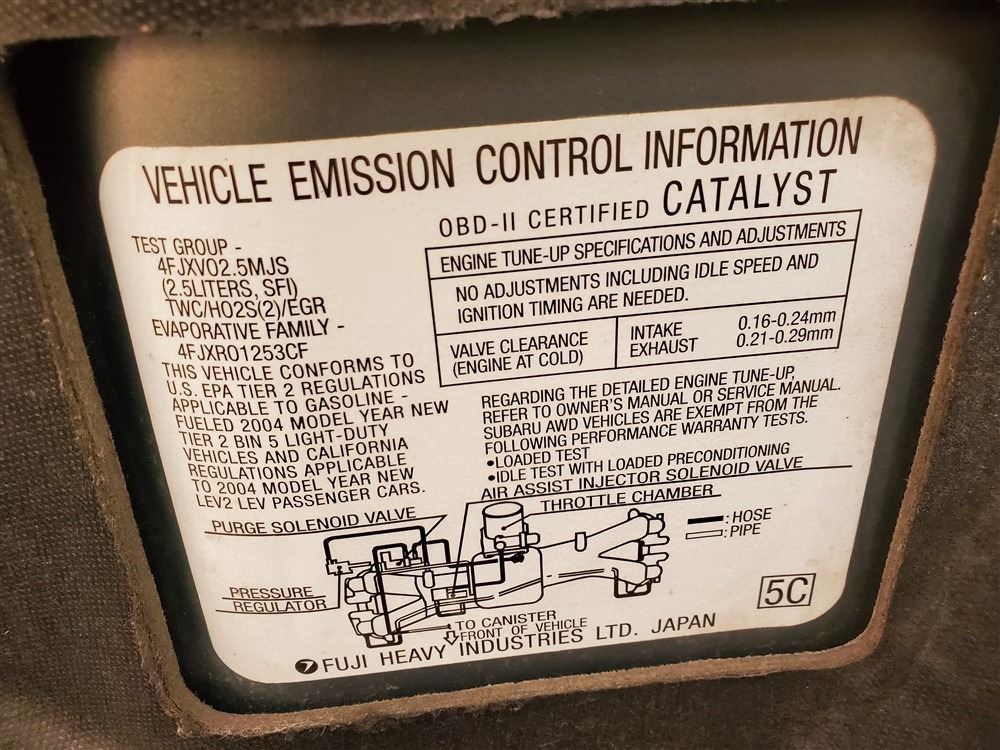 VEHICLE EMISSION CONTROL INFORMATION
OBD-II CERTIFIED CATALYST
TEST GROUP -
4FJXV02.5MJS
(2.5LITERS, SFI)
TWC/HO2S(2)/EGR
EVAPORATIVE FAMILY -
4FJXR01253CF
THIS VEHICLE CONFORMS TO
U.S. EPA TIER 2 REGULATIONS
APPLICABLE TO GASOLINE -
FUELED 2004 MODEL YEAR NEW
TIER 2 BIN 5 LIGHT-DUTY
VEHICLES AND CALIFORNIA
REGULATIONS APPLICABLE
TO 2004 MODEL YEAR NEW
LEV2 LEV PASSENGER CARS.
ENGINE TUNE-UP SPECIFICATIONS AND ADJUSTMENTS
NO ADJUSTMENTS INCLUDING IDLE SPEED AND
IGNITION TIMING ARE NEEDED.
VALVE CLEARANCE
(ENGINE AT COLD)
INTAKE 0.16-0.24mm
EXHAUST 0.21-0.29mm
REGARDING THE DETAILED ENGINE TUNE-UP,
REFER TO OWNER'S MANUAL OR SERVICE MANUAL.
SUBARU AWD VEHICLES ARE EXEMPT FROM THE
FOLLOWING PERFORMANCE WARRANTY TESTS.
•LOADED TEST
•IDLE TEST WITH LOADED PRECONDITIONING
AIR ASSIST INJECTOR SOLENOID VALVE
THROTTLE CHAMBER
PURGE SOLENOID VALVE
:HOSE
:PIPE
PRESSURE
REGULATOR
TO CANISTER
FRONT OF VEHICLE
5C
FUJI HEAVY INDUSTRIES LTD. JAPAN